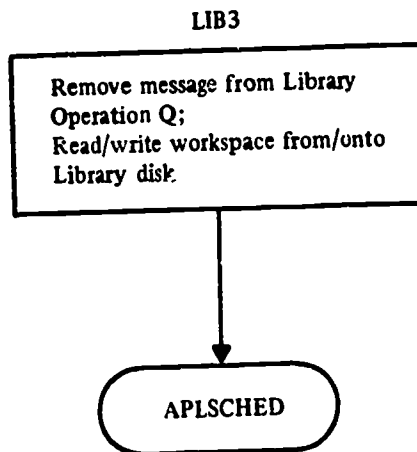 LIB3
Remove message from Library
Operation Q;
Read/write workspace from/onto
Library disk.
APLSCHED